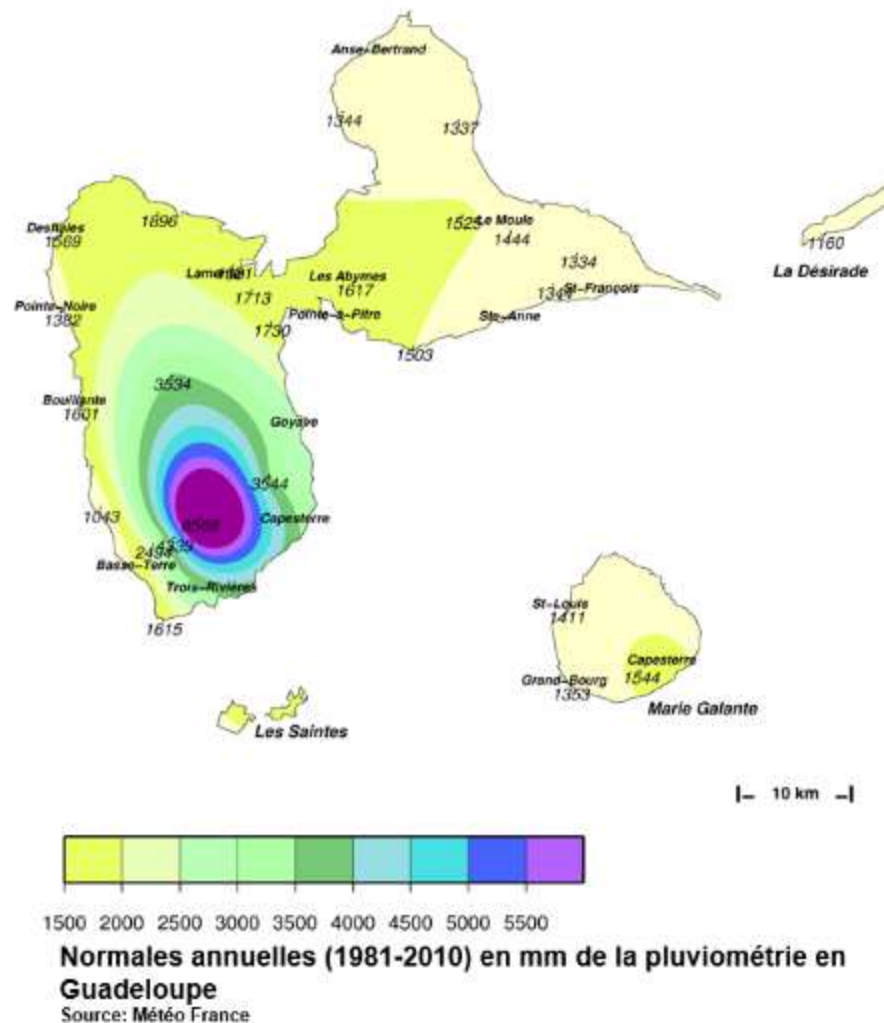 Anse-Bertrand
1344
1337
Deshaies
1569
1896
1525
Le Moule
1444
1160
La Désirade
1334
Les Abymes
1617
1713
St-François
1344
Pointe-Noire
1382
1730
Pointe-à-Pitre
Ste-Anne
1503
3534
Bouillante
1601
Goyave
3544
1043
Capesterre
4335
2494
Basse-Terre
Trois-Rivières
1615
St-Louis
1411
Capesterre
1544
Grand-Bourg
1353
Marie Galante
Les Saintes
10 km
1500 2000 2500 3000 3500 4000 4500 5000 5500
Normales annuelles (1981-2010) en mm de la pluviométrie en
Guadeloupe
Source: Météo France